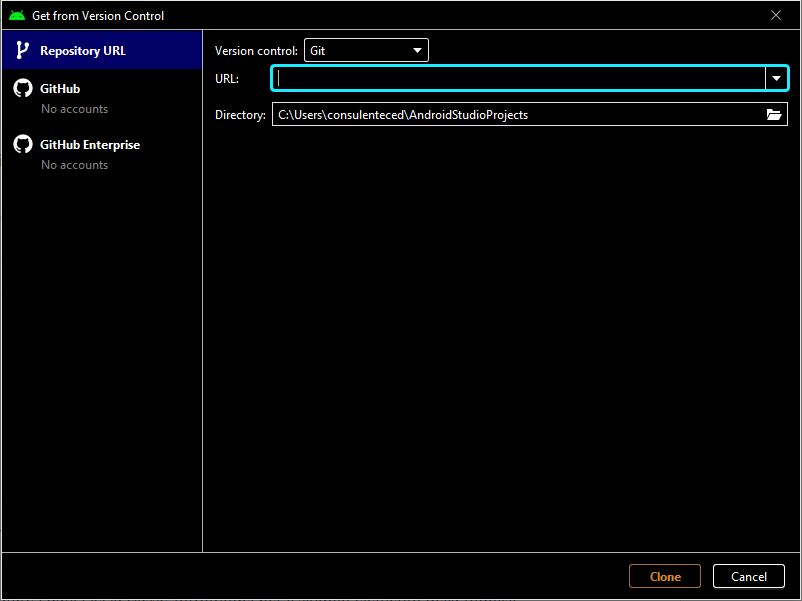 Get from Version Control
Repository URL
GitHub
No accounts
GitHub Enterprise
No accounts
Version control: Git
URL:
Directory: C:\Users\consulenteced\AndroidStudioProjects
Clone Cancel